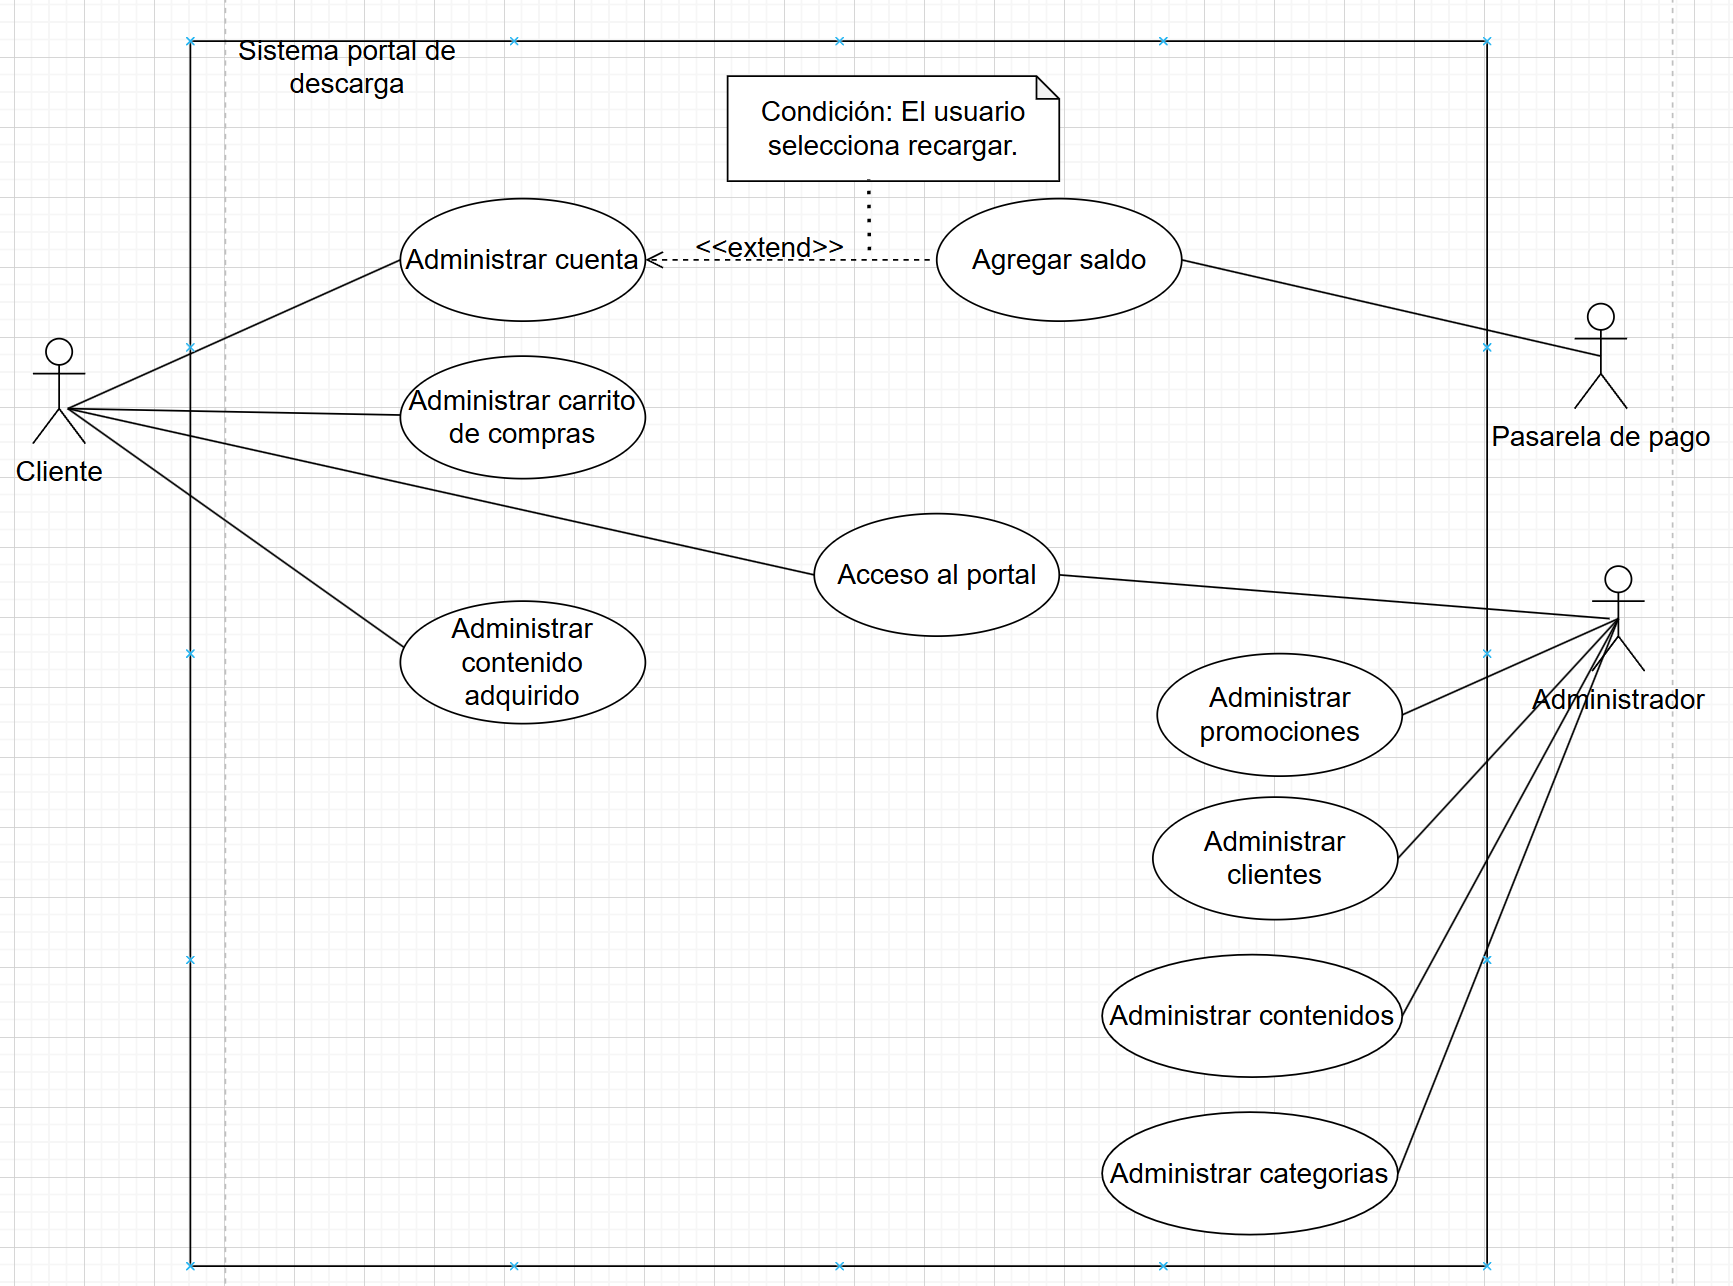 Sistema portal de
descarga
Condición: El usuario
selecciona recargar.
Administrar cuenta
<<extend>>
Agregar saldo
Administrar carrito
de compras
Cliente
Pasarela de pago
Acceso al portal
Administrar
contenido
adquirido
Administrador
Administrar
promociones
Administrar
clientes
Administrar contenidos
Administrar categorias